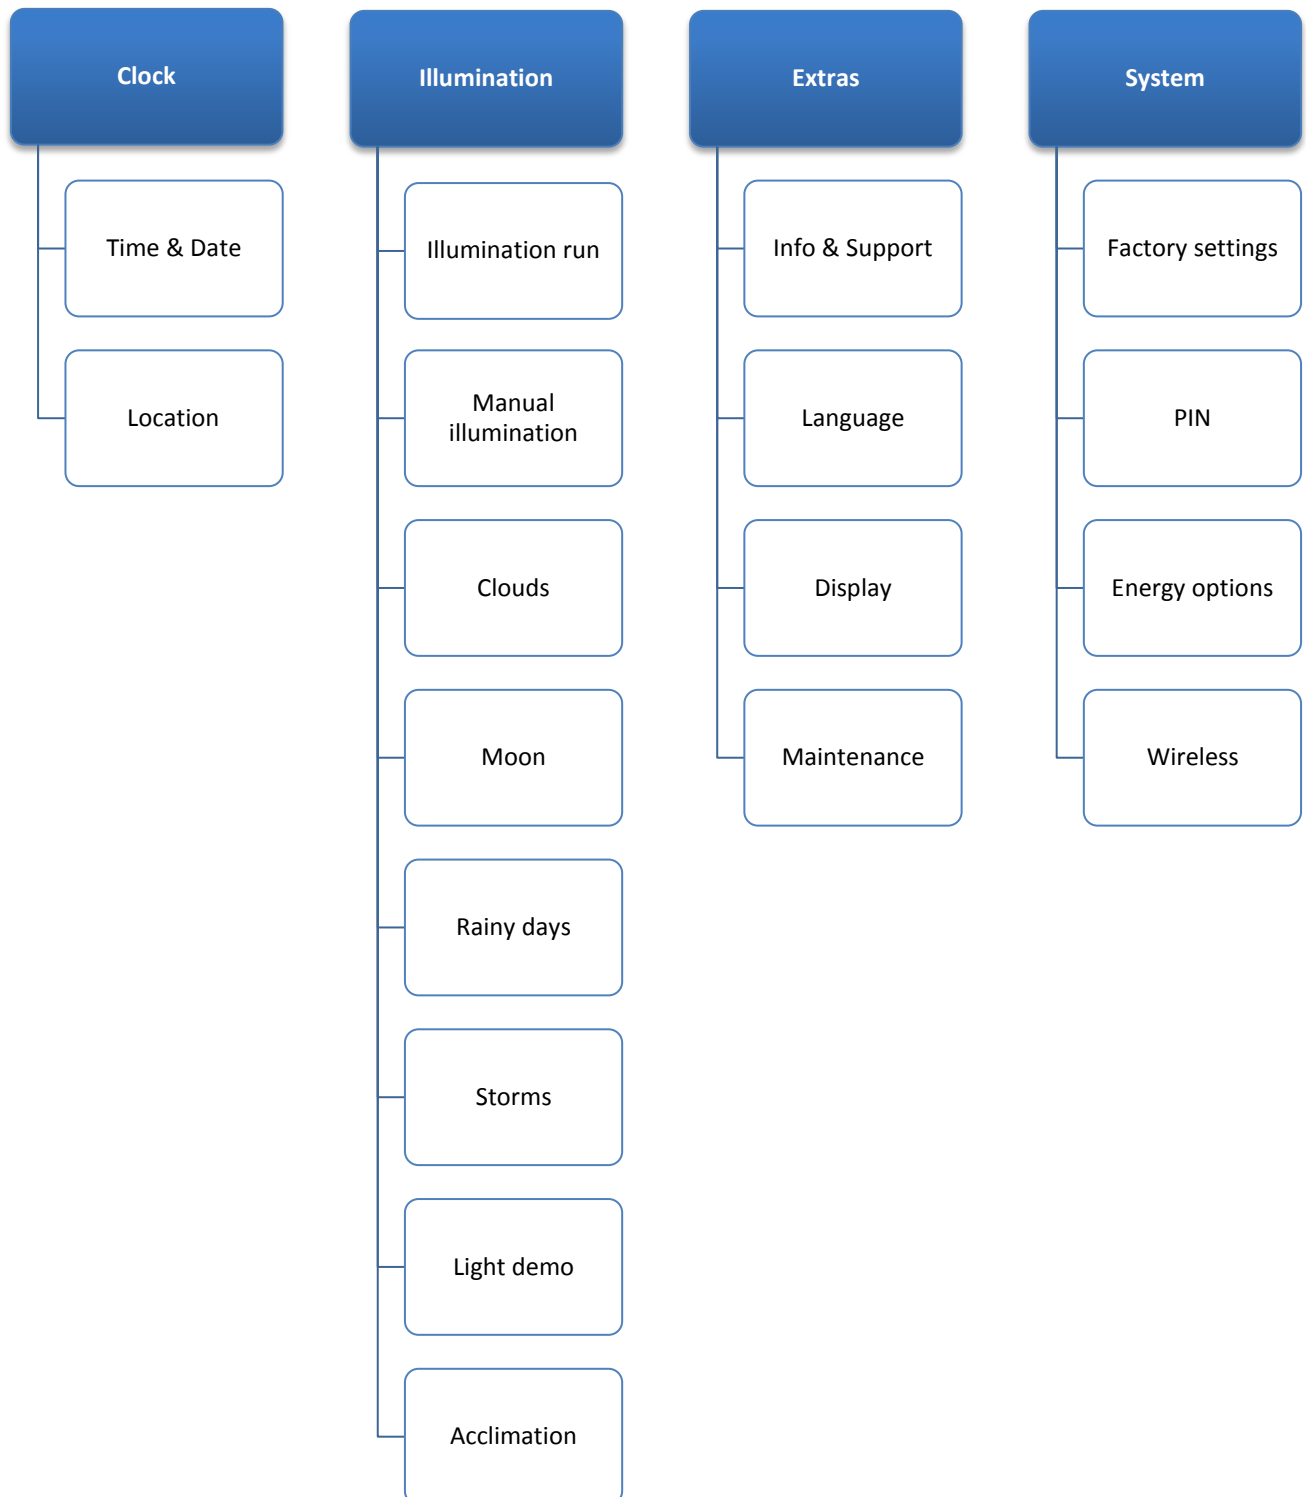 Clock
Time & Date
Location
Illumination
Illumination run
Manual
illumination
Clouds
Moon
Rainy days
Storms
Light demo
Acclimation
Extras
Info & Support
Language
Display
Maintenance
System
Factory settings
PIN
Energy options
Wireless